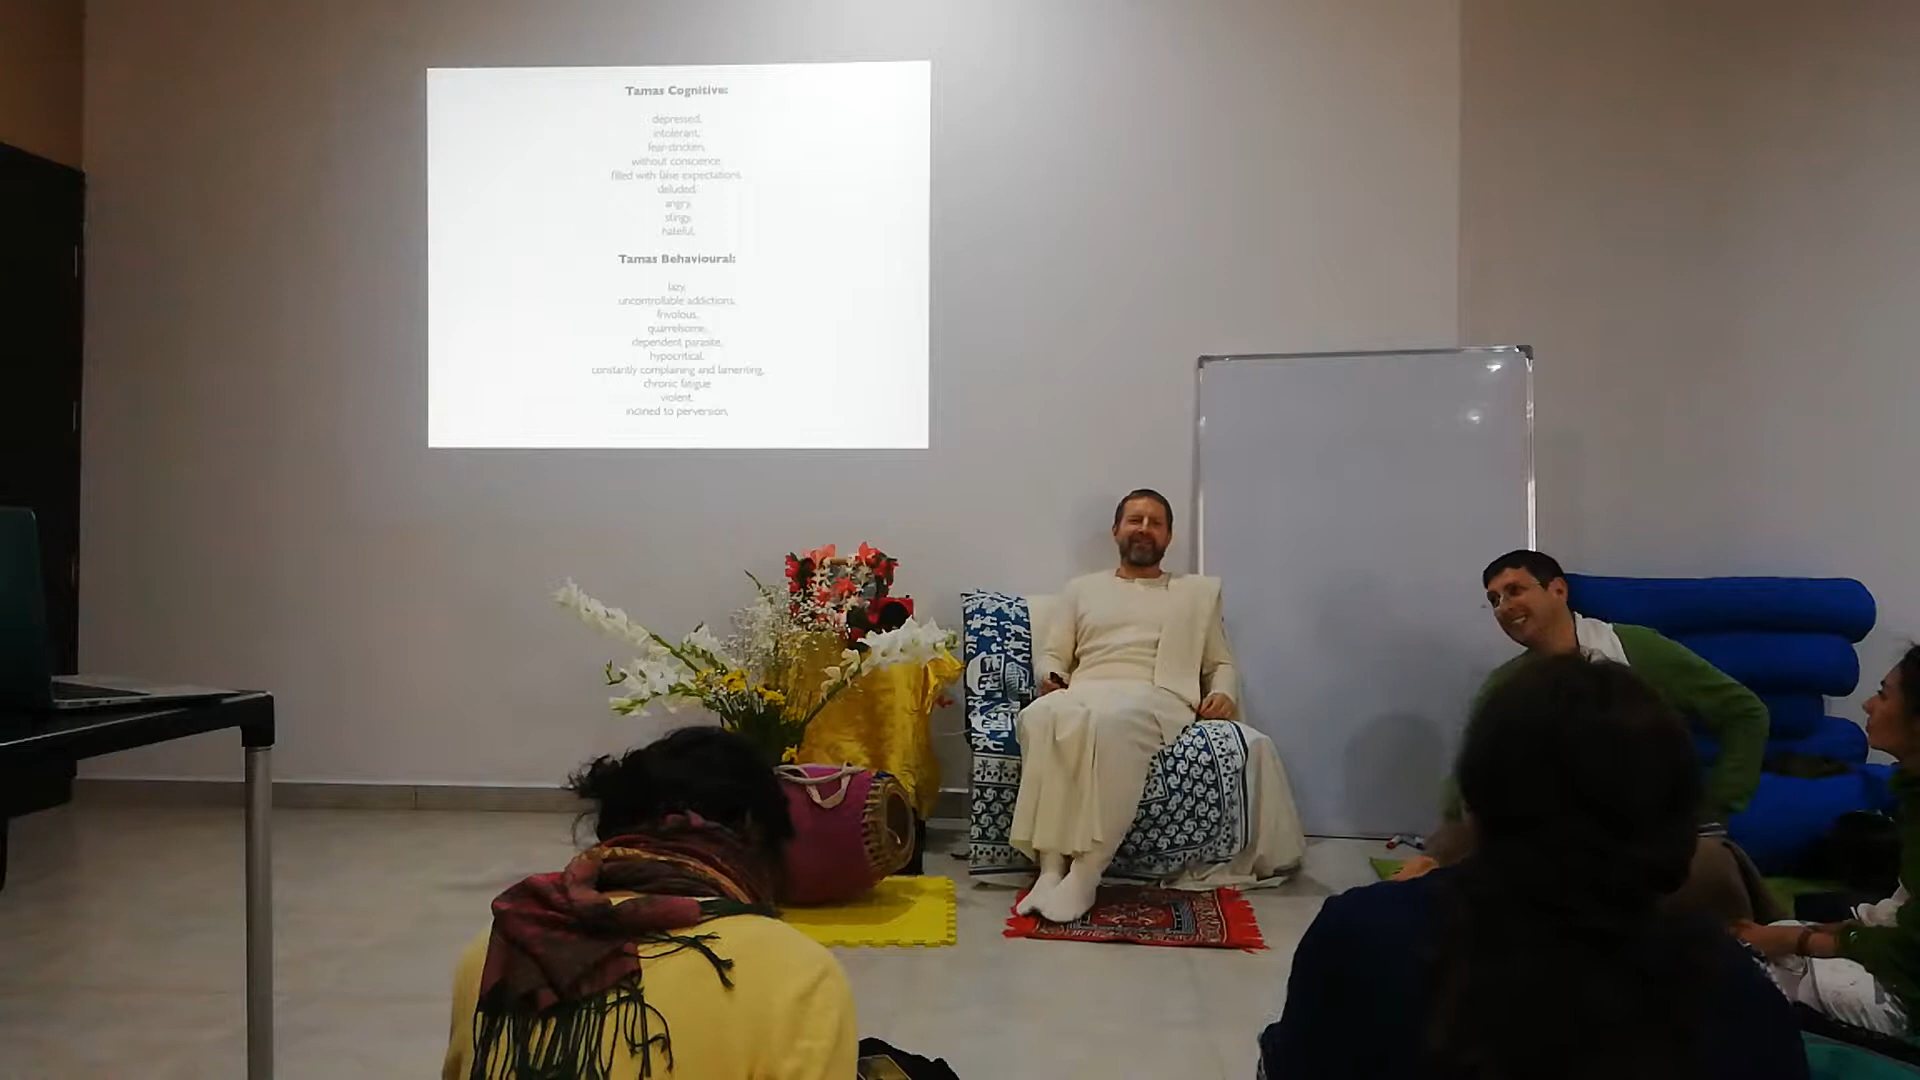 Tamas Cognitive:
depressed,
intolerant,
fear-stricken,
without conscience
filled with false expectations,
deluded,
angry,
stingy,
hateful,
Tamas Behavioural:
lazy,
uncontrollable addictions,
frivolous,
quarrelsome,
dependent parasite,
hypocritical,
constantly complaining and lamenting,
chronic fatigue
violent,
inclined to perversion,